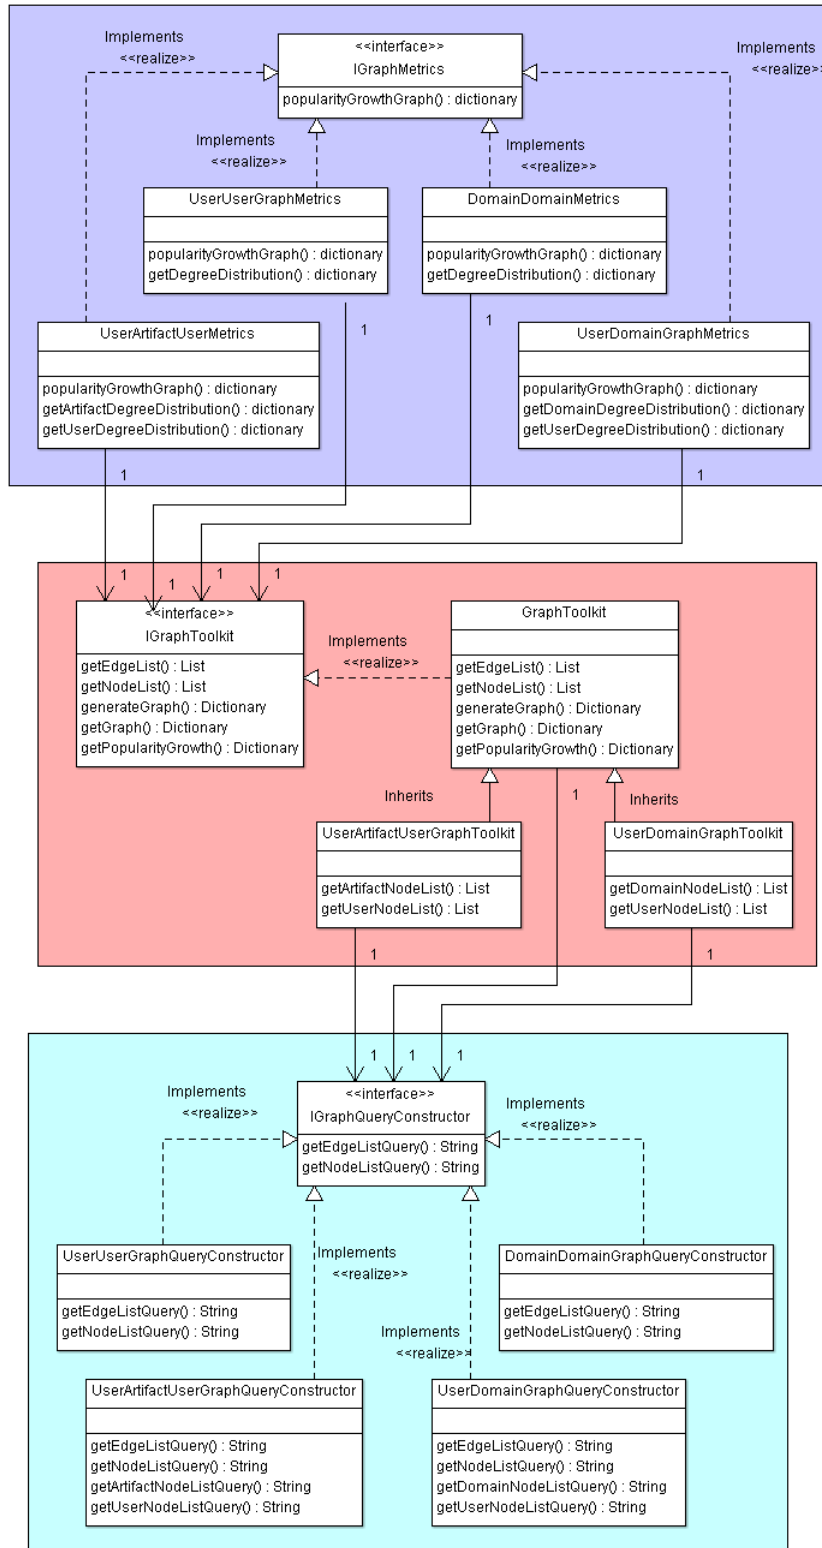 Implements
<<realize>>
<<interface>>
IGraphMetrics
popularityGrowthGraph() : dictionary
Implements
<<realize>>
Implements
<<realize>>
Implements
<<realize>>
UserUserGraphMetrics
popularityGrowthGraph() : dictionary
getDegreeDistribution() : dictionary
1
DomainDomainMetrics
popularityGrowthGraph() : dictionary
getDegreeDistribution() : dictionary
1
UserArtifactUserMetrics
popularityGrowthGraph() : dictionary
getArtifactDegreeDistribution() : dictionary
getUserDegreeDistribution() : dictionary
1
UserDomainGraphMetrics
popularityGrowthGraph() : dictionary
getDomainDegreeDistribution() : dictionary
getUserDegreeDistribution() : dictionary
1
1
1
1
1
<<interface>>
IGraphToolkit
getEdgeList() : List
getNodeList() : List
generateGraph() : Dictionary
getGraph() : Dictionary
getPopularityGrowth() : Dictionary
Implements
<<realize>>
GraphToolkit
getEdgeList() : List
getNodeList() : List
generateGraph() : Dictionary
getGraph() : Dictionary
getPopularityGrowth() : Dictionary
Inherits
1
Inherits
UserArtifactUserGraphToolkit
getArtifactNodeList() : List
getUserNodeList() : List
1
UserDomainGraphToolkit
getDomainNodeList() : List
getUserNodeList() : List
1
1
1
1
<<interface>>
IGraphQueryConstructor
getEdgeListQuery() : String
getNodeListQuery() : String
Implements
<<realize>>
Implements
<<realize>>
UserUserGraphQueryConstructor
getEdgeListQuery() : String
getNodeListQuery() : String
Implements
<<realize>>
DomainDomainGraphQueryConstructor
getEdgeListQuery() : String
getNodeListQuery() : String
Implements
<<realize>>
UserArtifactUserGraphQueryConstructor
getEdgeListQuery() : String
getNodeListQuery() : String
getArtifactNodeListQuery() : String
getUserNodeListQuery() : String
UserDomainGraphQueryConstructor
getEdgeListQuery() : String
getNodeListQuery() : String
getDomainNodeListQuery() : String
getUserNodeListQuery() : String